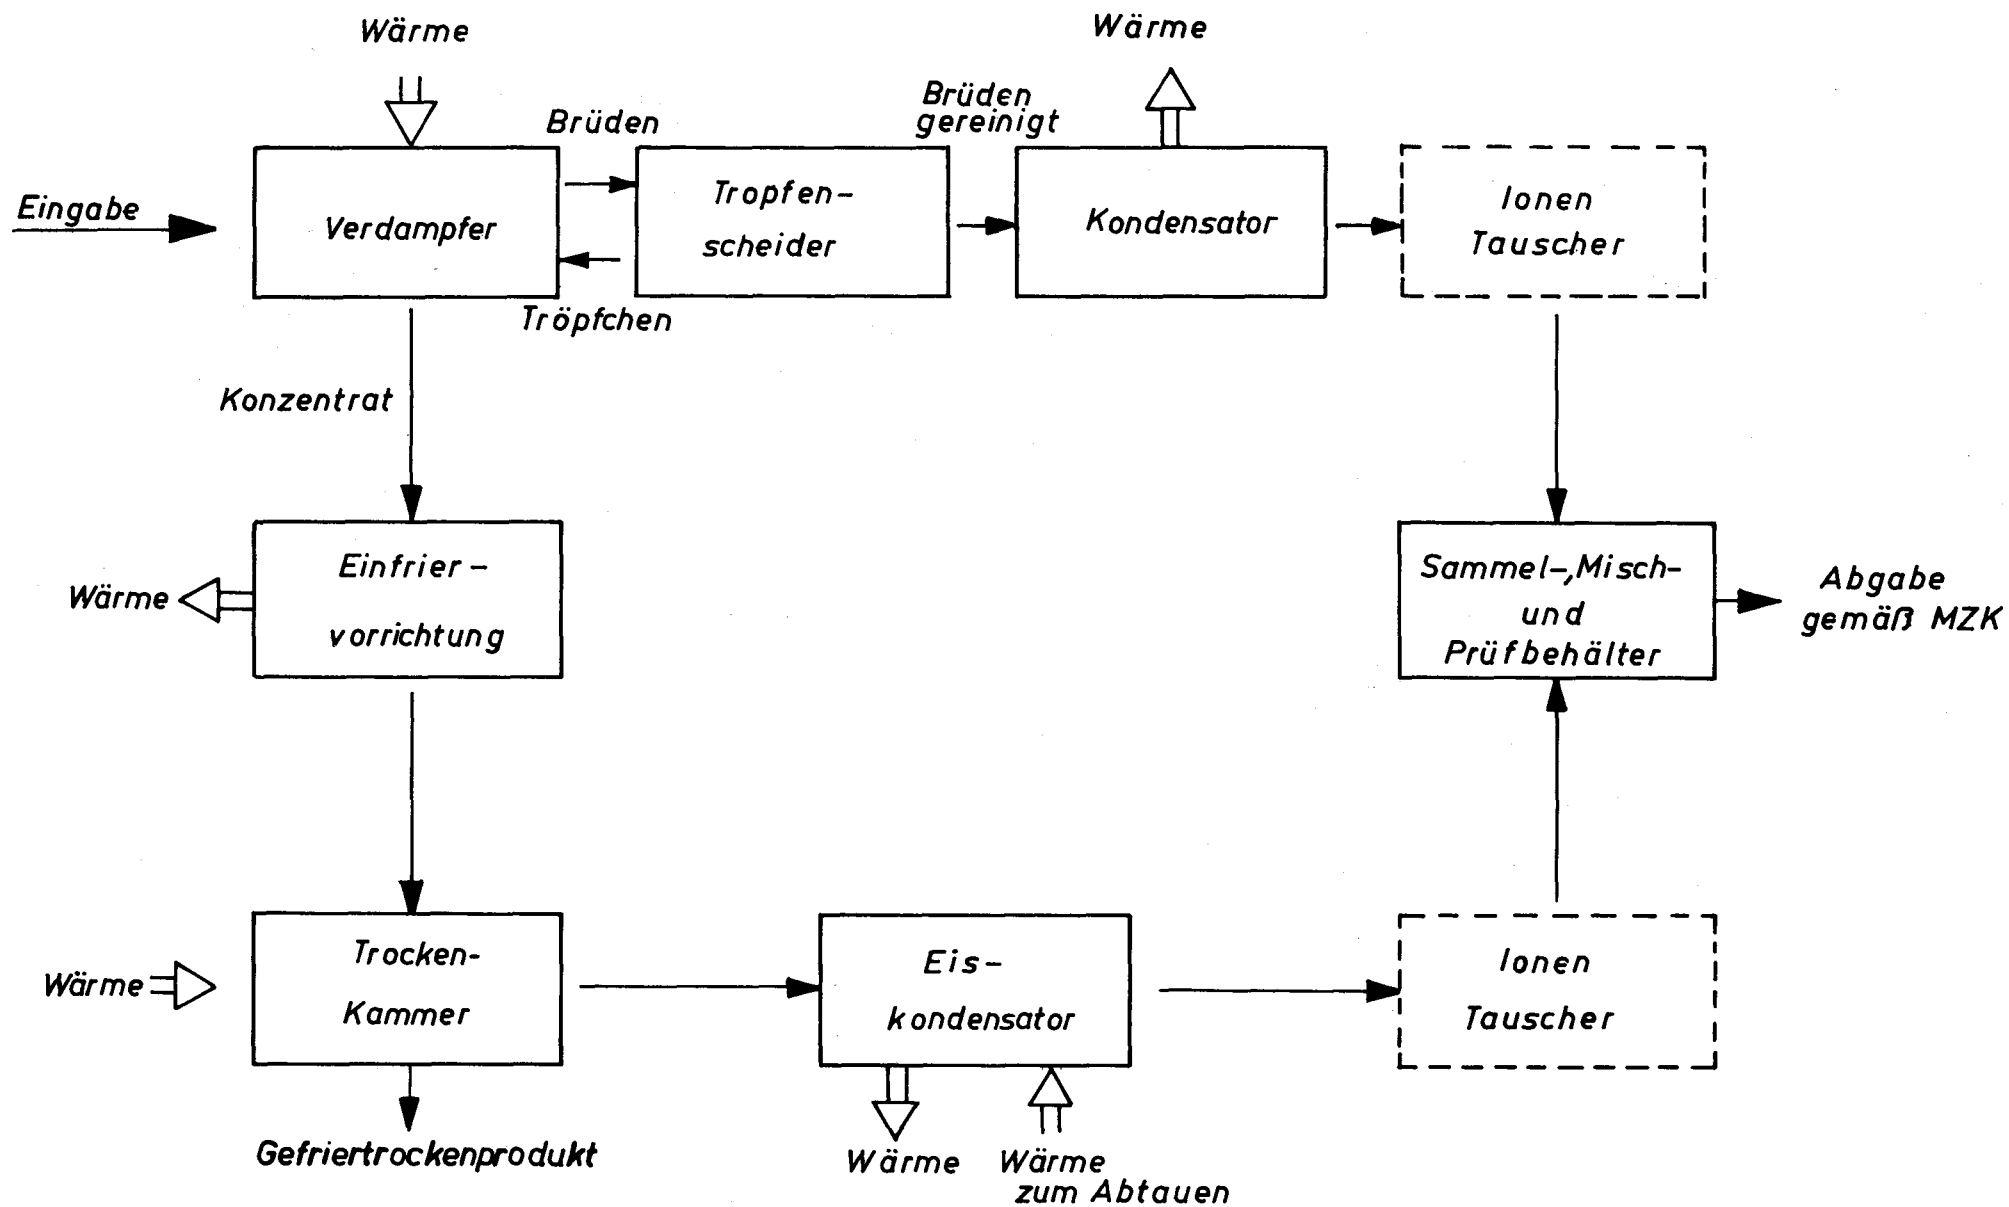 Wärme
Wärme
Brüden
Brüden
gereinigt
Eingabe
Verdampfer
Tropfen-
scheider
Kondensator
Ionen
Tauscher
Tröpfchen
Konzentrat
Wärme
Einfrier-
vorrichtung
Sammel-,Misch-
und
Prüfbehälter
Abgabe
gemäß MZK
Wärme
Trocken-
Kammer
Eis-
kondensator
Ionen
Tauscher
Gefriertrockenprodukt
Wärme
Wärme
zum Abtauen